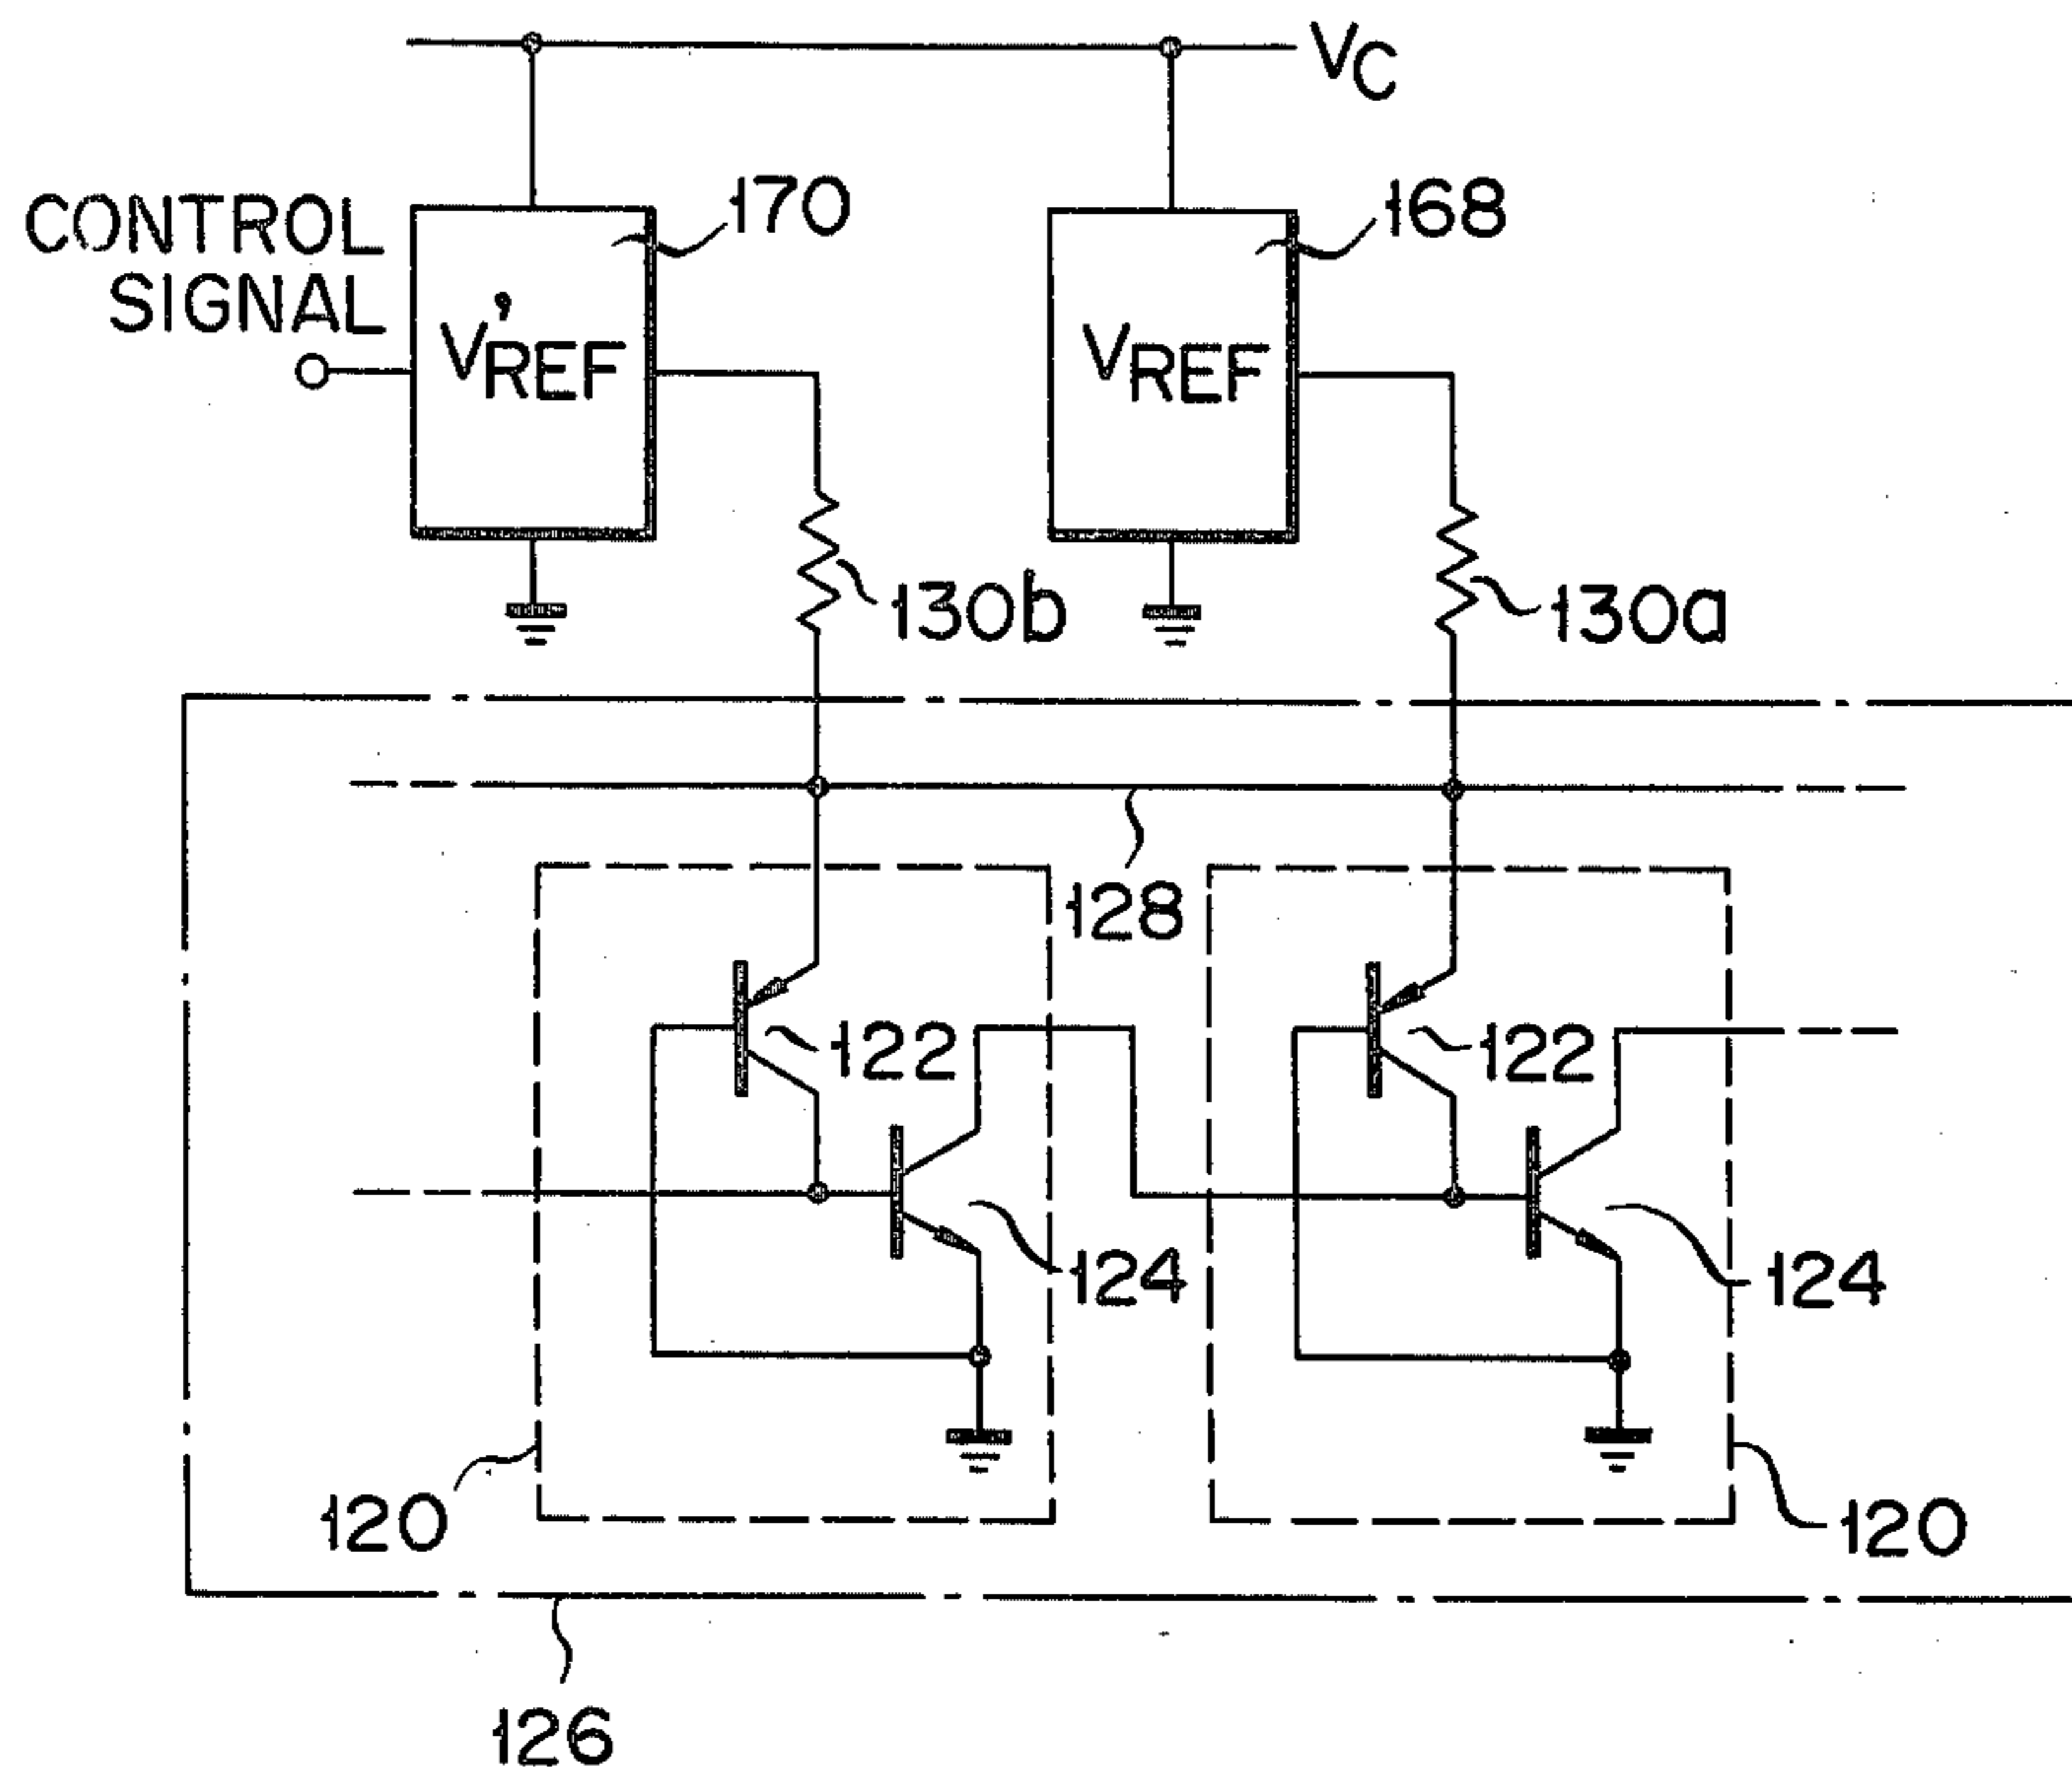 VC
170
168
CONTROL
SIGNAL
V'REF
VREF
130b
130a
128
122
122
124
124
120
120
126